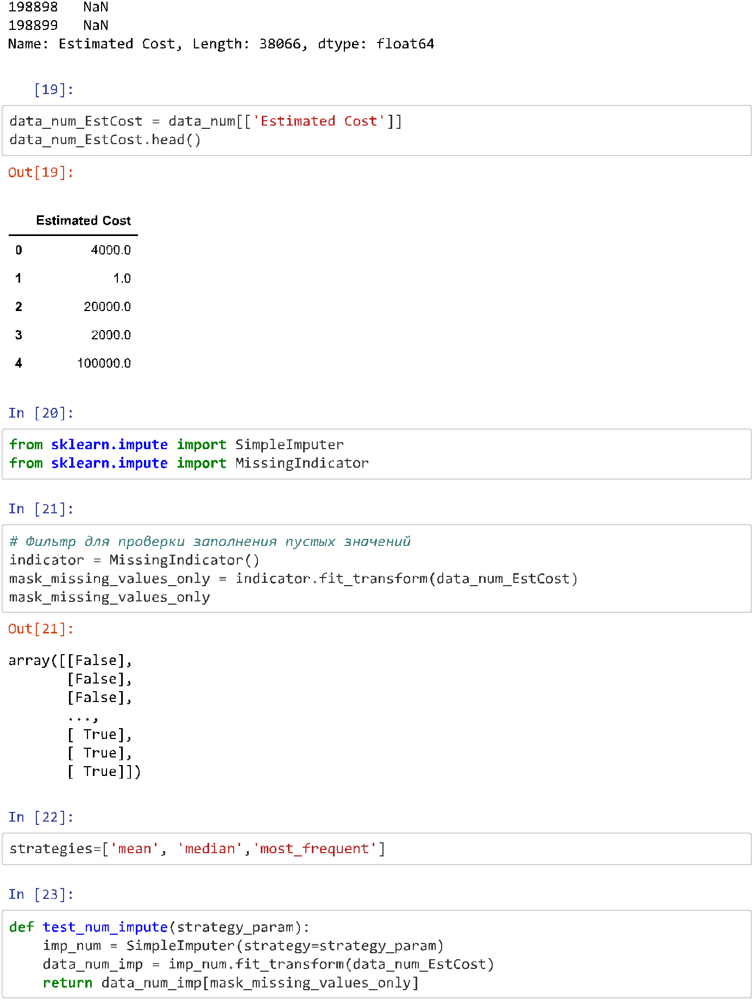 198898   NaN
198899   NaN
Name: Estimated Cost, Length: 38066, dtype: float64
[19]:
data_num_EstCost = data_num[['Estimated Cost']]
data_num_EstCost.head()
Out[19]:
Estimated Cost
0 4000.0
1 1.0
2 20000.0
3 2000.0
4 100000.0
In [20]:
from sklearn.impute import SimpleImputer
from sklearn.impute import MissingIndicator
In [21]:
# Фильтр для проверки заполнения пустых значений
indicator = MissingIndicator()
mask_missing_values_only = indicator.fit_transform(data_num_EstCost)
mask_missing_values_only
Out[21]:
array([[False],
       [False],
       [False],
       ...,
       [ True],
       [ True],
       [ True]])
In [22]:
strategies=['mean', 'median','most_frequent']
In [23]:
def test_num_impute(strategy_param):
    imp_num = SimpleImputer(strategy=strategy_param)
    data_num_imp = imp_num.fit_transform(data_num_EstCost)
    return data_num_imp[mask_missing_values_only]